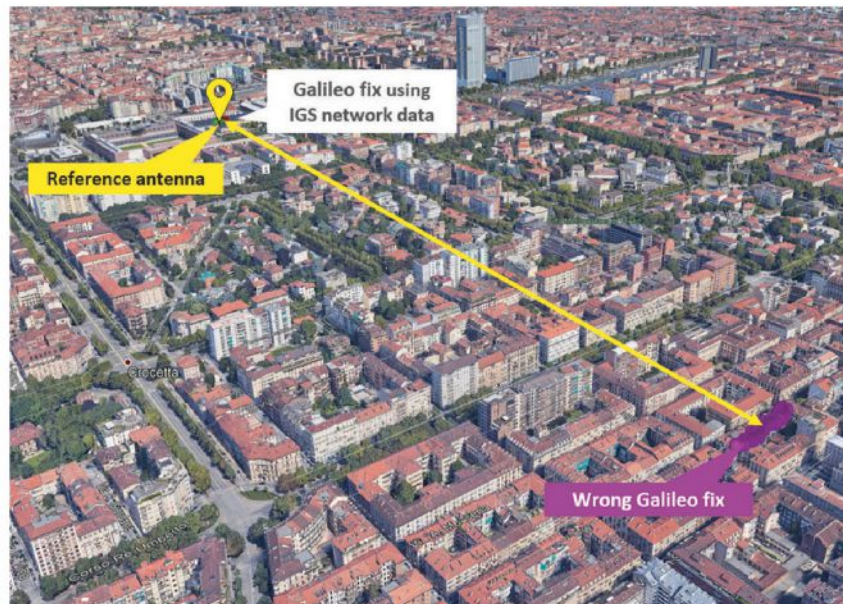 Galileo fix using
IGS network data
Reference antenna
Crocetta
Wrong Galileo fix